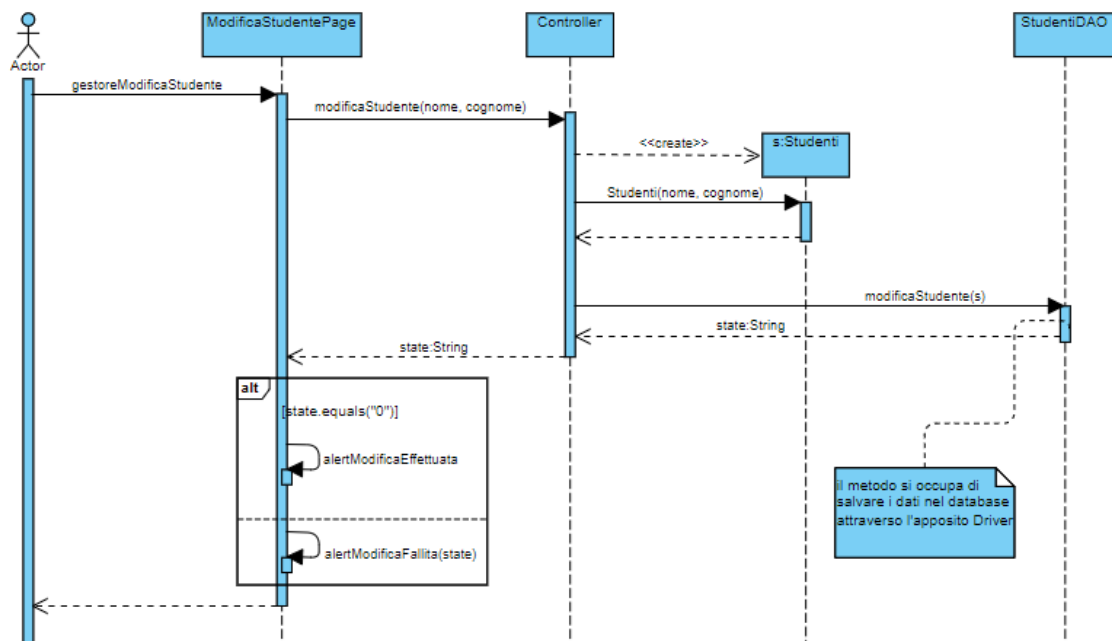 ModificaStudentePage
Controller
StudentiDAO
Actor
gestoreModificaStudente
modificaStudente(nome, cognome)
<<create>>
s:Studenti
Studenti(nome, cognome)
modificaStudente(s)
state:String
state:String
alt
[state.equals("0")]
alertModificaEffettuata
il metodo si occupa di
salvare i dati nel database
attraverso l'apposito Driver
alertModificaFallita(state)